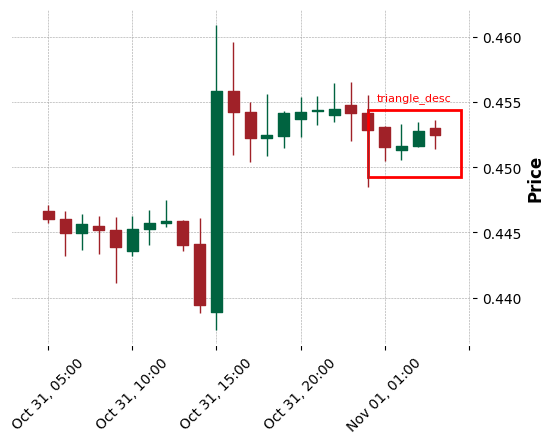 0.460
triangle_desc
0.455
0.450
0.445
0.440
Price
Oct 31, 05:00
Oct 31, 10:00
Oct 31, 15:00
Oct 31, 20:00
Nov 01, 01:00